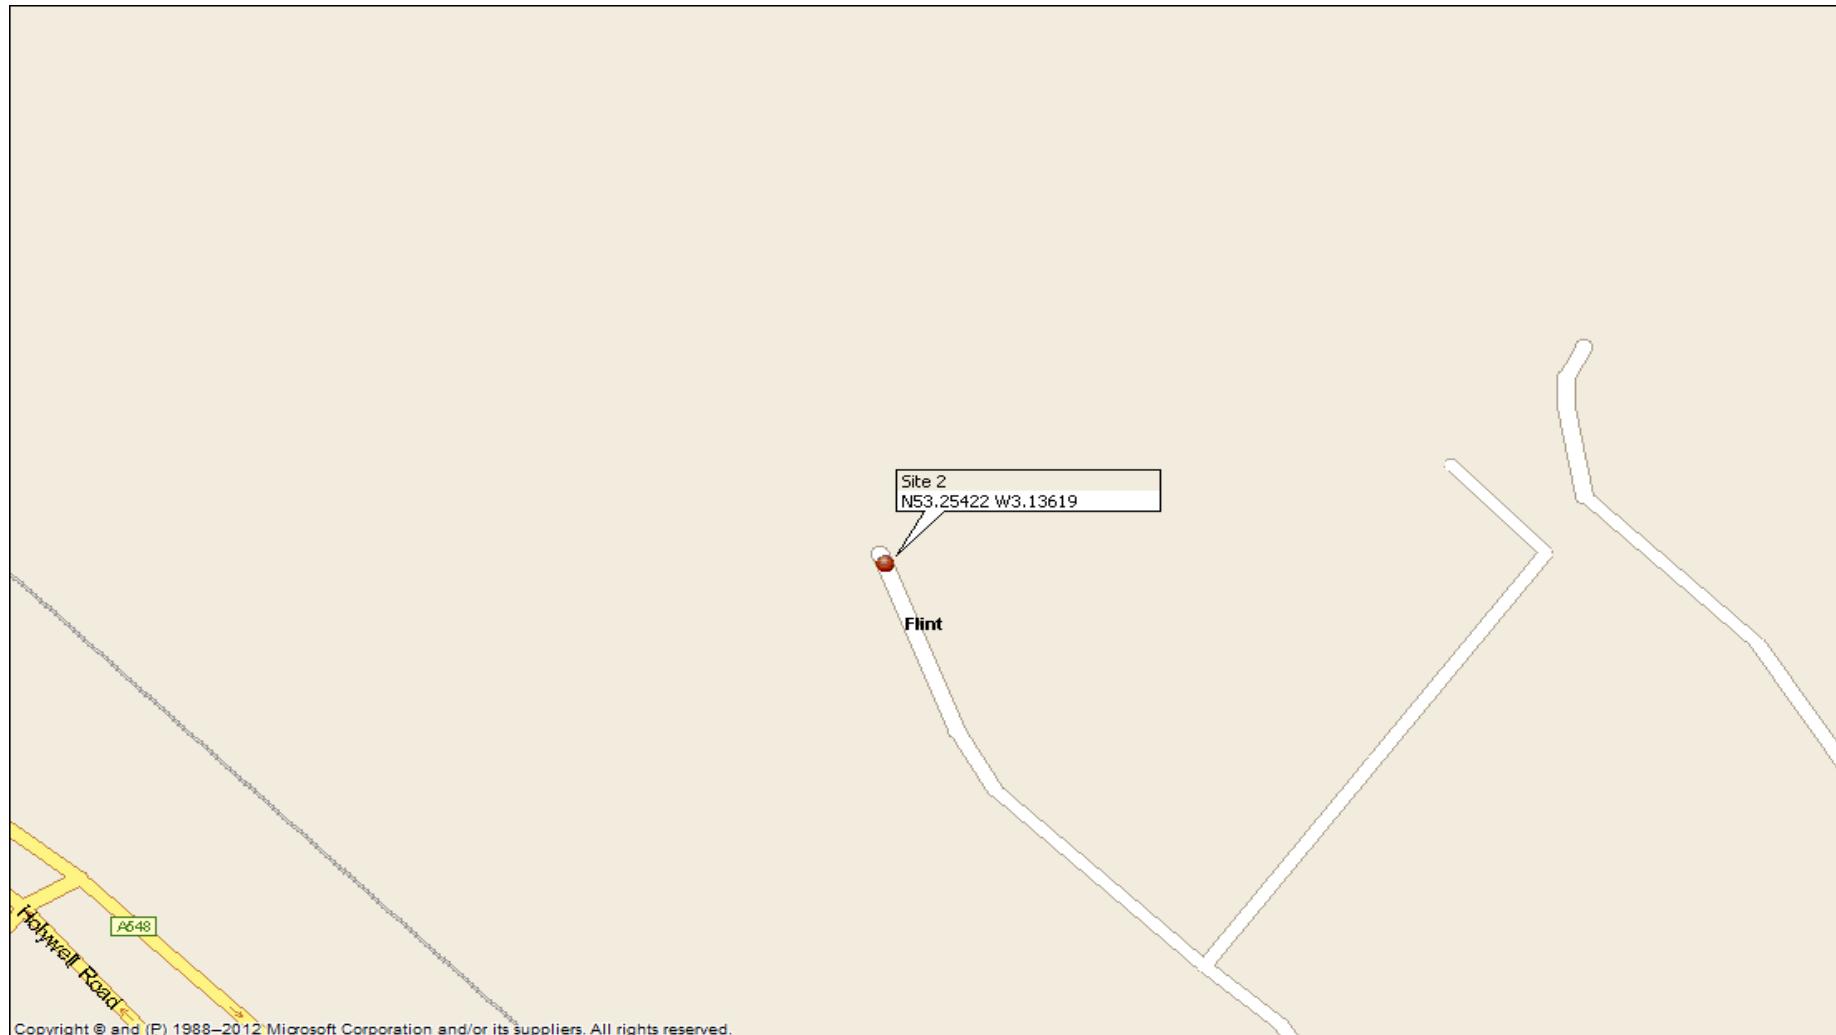 Site 2
N53.25422 W3.13619
Flint
A548
Holywell Road
Copyright © and (P) 1988–2012 Microsoft Corporation and/or its suppliers. All rights reserved.